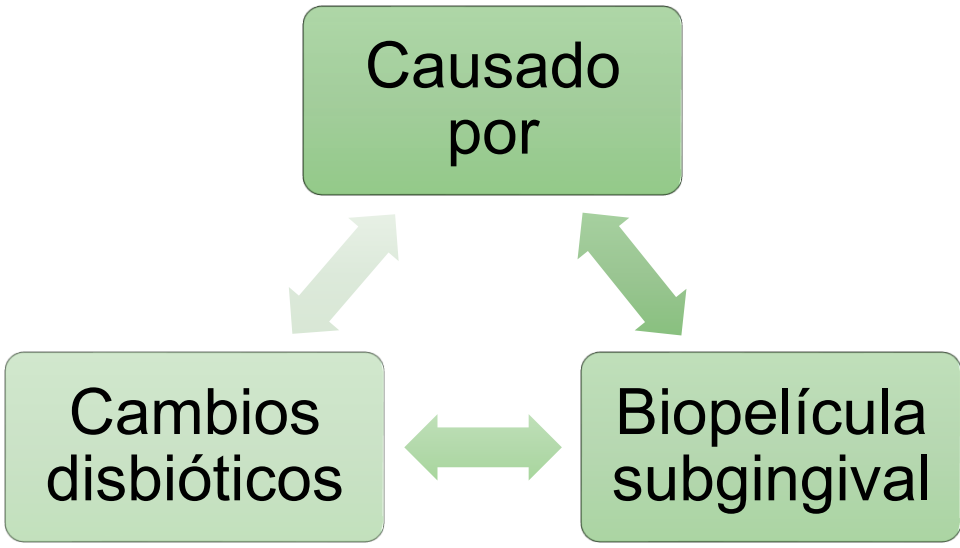 Causado
por
Cambios
disbióticos
Biopelícula
subgingival